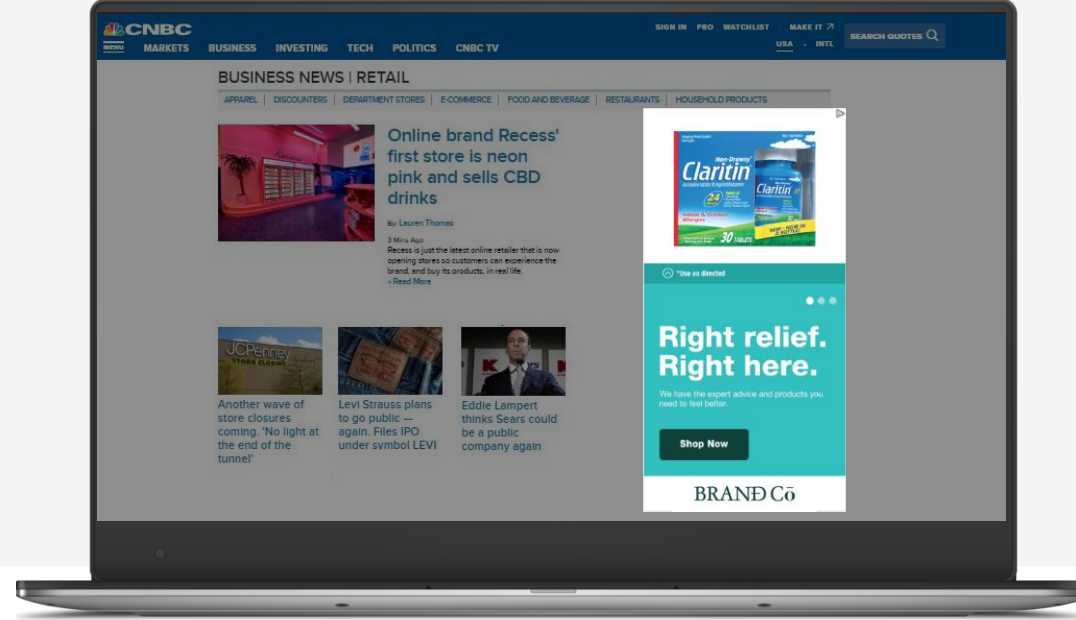 CNBC
SIGN IN PRO WATCHLIST MAKE IT
SEARCH QUOTES
USA - INTL
MENU MARKETS BUSINESS INVESTING TECH POLITICS CNBC TV
BUSINESS NEWS | RETAIL
APPAREL | DISCOUNTERS | DEPARTMENT STORES | E-COMMERCE | FOOD AND BEVERAGE | RESTAURANTS | HOUSEHOLD PRODUCTS
Online brand Recess'
first store is neon
pink and sells CBD
drinks
By: Lauren Thomas
3 Mins Ago
Recess is just the latest online retailer that is now
opening stores so customers can experience the
brand, and buy its products, in real life.
» Read More
JCPenney
STORE CLOSING
Another wave of
store closures
coming. 'No light at
the end of the
tunnel'
Levi Strauss plans
to go public —
again. Files IPO
under symbol LEVI
Eddie Lampert
thinks Sears could
be a public
company again
Non-Drowsy
Claritin
24
Indoor & Outdoor
Allergies
30 TABLETS
Claritin
*Use as directed
Right relief.
Right here.
We have the expert advice and products you
need to feel better.
Shop Now
BRAND Cō